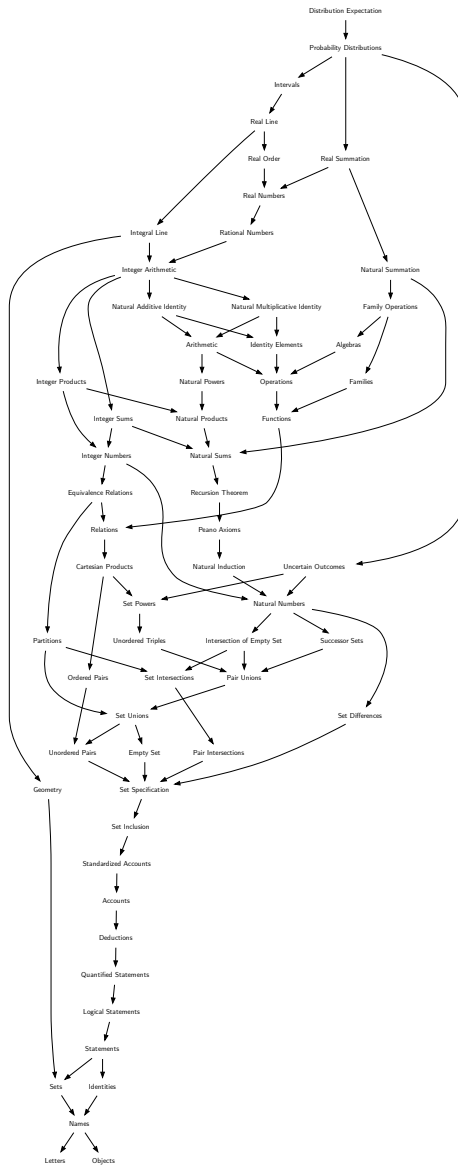 Distribution Expectation
Probability Distributions
Intervals
Real Line
Real Order
Real Summation
Real Numbers
Integral Line
Rational Numbers
Integer Arithmetic
Natural Summation
Natural Additive Identity
Natural Multiplicative Identity
Family Operations
Arithmetic
Identity Elements
Algebras
Integer Products
Natural Powers
Operations
Families
Integer Sums
Natural Products
Functions
Integer Numbers
Natural Sums
Equivalence Relations
Recursion Theorem
Relations
Peano Axioms
Cartesian Products
Natural Induction
Uncertain Outcomes
Set Powers
Natural Numbers
Partitions
Unordered Triples
Intersection of Empty Set
Successor Sets
Ordered Pairs
Set Intersections
Pair Unions
Set Unions
Set Differences
Unordered Pairs
Empty Set
Pair Intersections
Geometry
Set Specification
Set Inclusion
Standardized Accounts
Accounts
Deductions
Quantified Statements
Logical Statements
Statements
Sets
Identities
Names
Letters
Objects